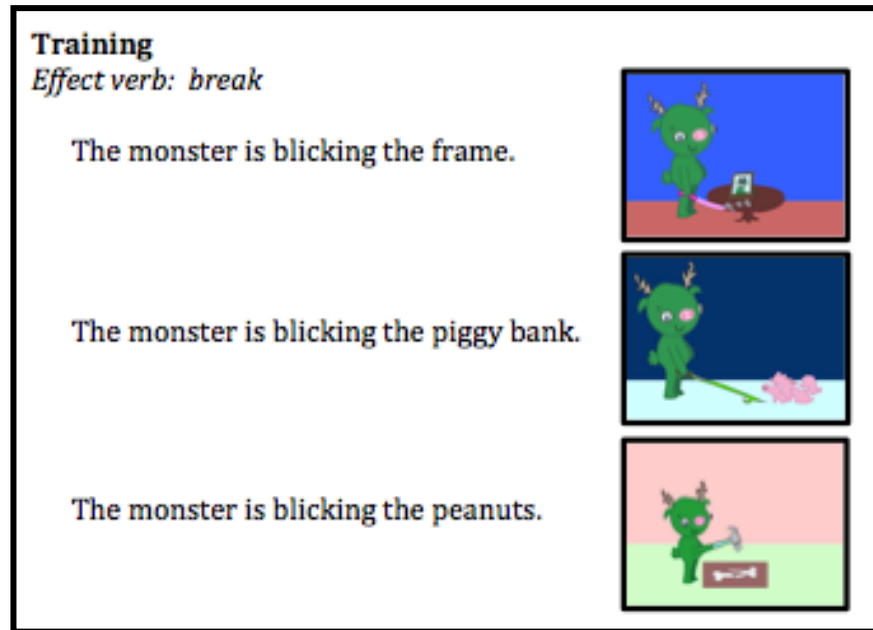 Training
Effect verb: break
The monster is blicking the frame.
The monster is blicking the piggy bank.
The monster is blicking the peanuts.